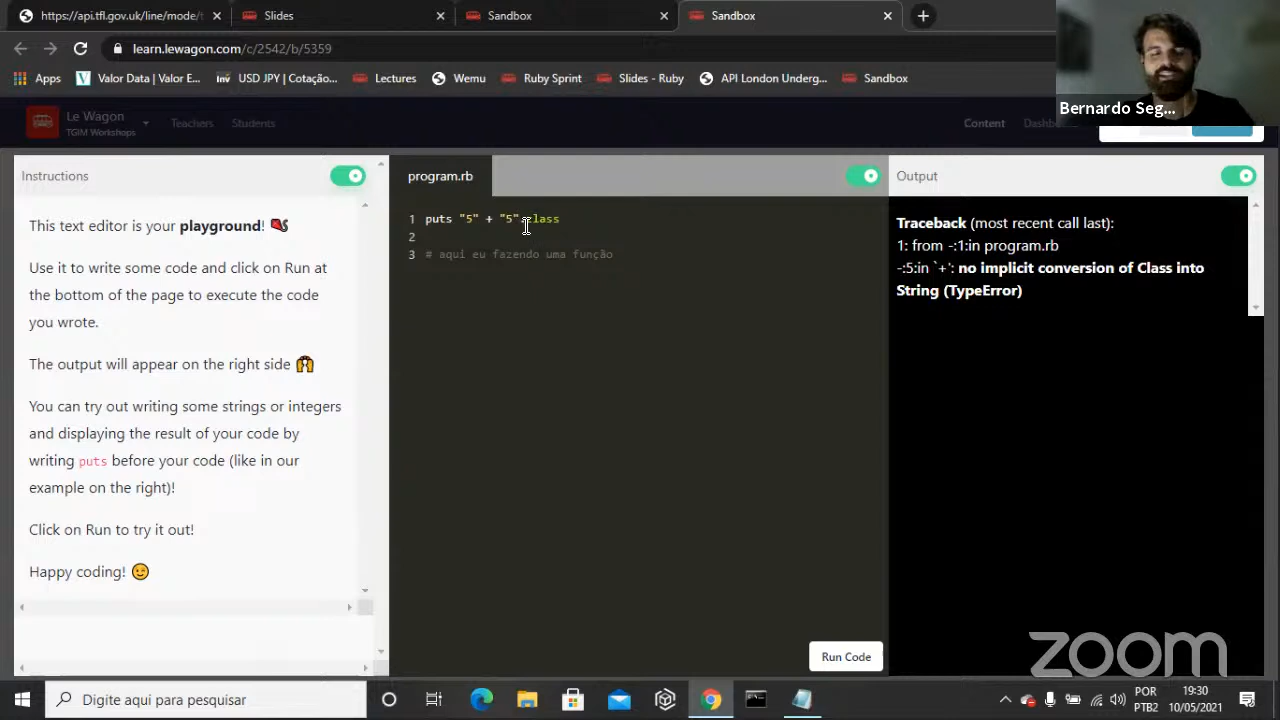 https://api.tfl.gov.uk/line/mode/t
Slides
Sandbox
Sandbox
learn.lewagon.com/c/2542/b/5359
Apps
Valor Data | Valor E...
USD JPY | Cotação...
Lectures
Wemu
Ruby Sprint
Slides - Ruby
API London Underg...
Sandbox
Bernardo Seg...
Le Wagon
TGIM Workshops
Teachers
Students
Content
Dashb
Instructions
program.rb
Output
This text editor is your playground!
Use it to write some code and click on Run at
the bottom of the page to execute the code
you wrote.
The output will appear on the right side
You can try out writing some strings or integers
and displaying the result of your code by
writing puts before your code (like in our
example on the right)!
Click on Run to try it out!
Happy coding!
1 puts "5" + "5".class
2
3 # aqui eu fazendo uma função
Traceback (most recent call last):
1: from -:1:in program.rb
-:5:in `+': no implicit conversion of Class into
String (TypeError)
Run Code
zoom
Digite aqui para pesquisar
POR
PTB2
19:30
10/05/2021